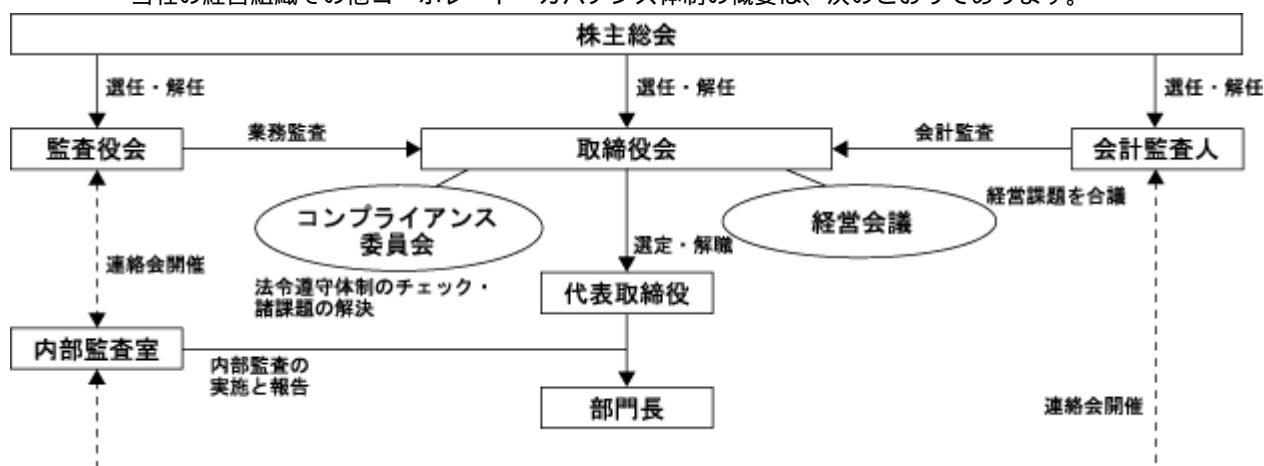 当社の経営組織その他コーポレート・ガバナンス体制の概要は、次のとおりであります。
株主総会
選任・解任
選任・解任
選任・解任
監査役会
業務監査
取締役会
会計監査
会計監査人
コンプライアンス
委員会
経営会議
経営課題を合議
選定・解職
連絡会開催
法令遵守体制のチェック・
諸課題の解決
代表取締役
内部監査室
内部監査の
実施と報告
部門長
連絡会開催